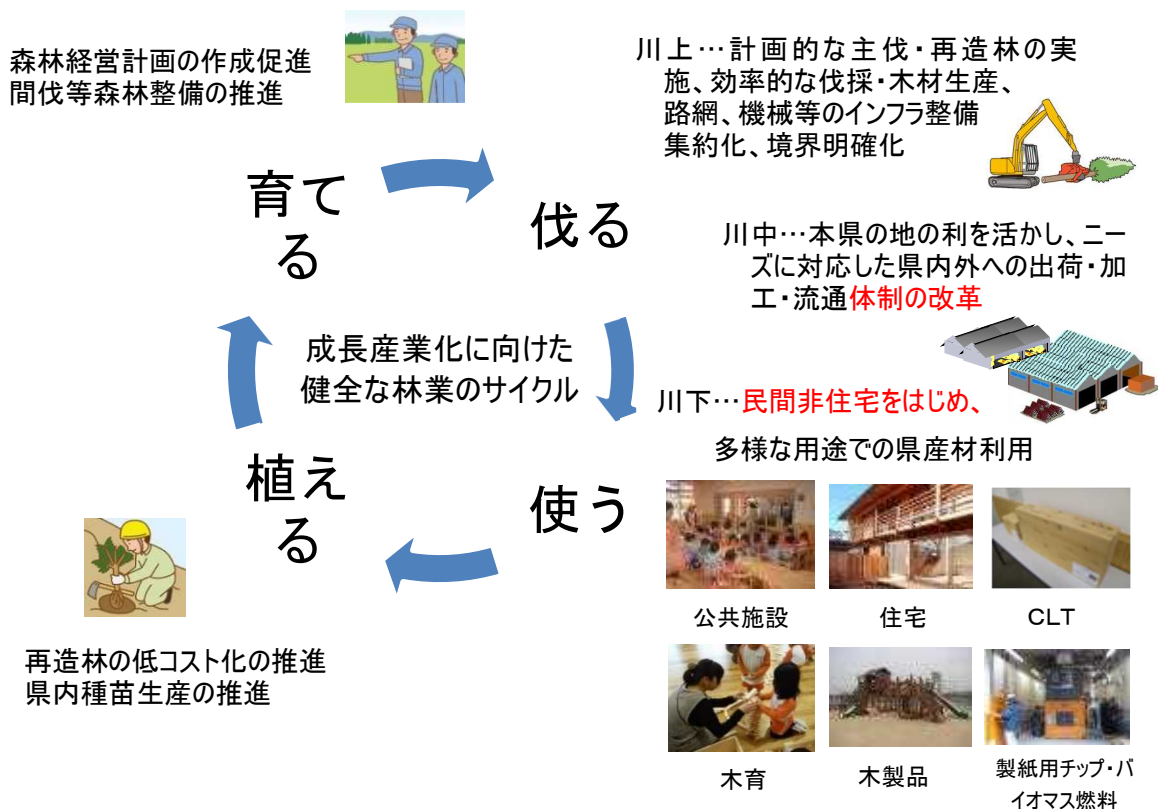 森林経営計画の作成促進
間伐等森林整備の推進
川上…計画的な主伐・再造林の実
施、効率的な伐採・木材生産、
路網、機械等のインフラ整備
集約化、境界明確化
育て
る
伐る
川中…本県の地の利を活かし、ニー
ズに対応した県内外への出荷・加
工・流通体制の改革
成長産業化に向けた
健全な林業のサイクル
川下…民間非住宅をはじめ、
多様な用途での県産材利用
植え
る
使う
公共施設
住宅
CLT
再造林の低コスト化の推進
県内種苗生産の推進
木育
木製品
製紙用チップ・バ
イオマス燃料